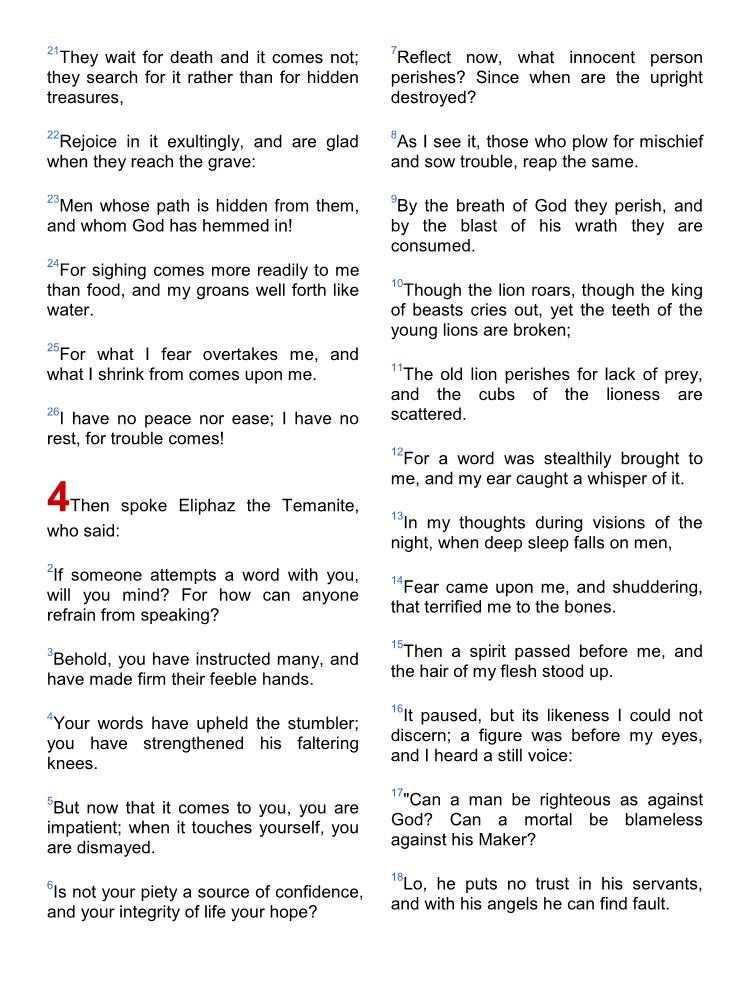 21They wait for death and it comes not;
they search for it rather than for hidden
treasures,
22Rejoice in it exultingly, and are glad
when they reach the grave:
23Men whose path is hidden from them,
and whom God has hemmed in!
24For sighing comes more readily to me
than food, and my groans well forth like
water.
25For what I fear overtakes me, and
what I shrink from comes upon me.
26I have no peace nor ease; I have no
rest, for trouble comes!
4Then spoke Eliphaz the Temanite,
who said:
2If someone attempts a word with you,
will you mind? For how can anyone
refrain from speaking?
3Behold, you have instructed many, and
have made firm their feeble hands.
4Your words have upheld the stumbler;
you have strengthened his faltering
knees.
5But now that it comes to you, you are
impatient; when it touches yourself, you
are dismayed.
6Is not your piety a source of confidence,
and your integrity of life your hope?
7Reflect now, what innocent person
perishes? Since when are the upright
destroyed?
8As I see it, those who plow for mischief
and sow trouble, reap the same.
9By the breath of God they perish, and
by the blast of his wrath they are
consumed.
10Though the lion roars, though the king
of beasts cries out, yet the teeth of the
young lions are broken;
11The old lion perishes for lack of prey,
and the cubs of the lioness are
scattered.
12For a word was stealthily brought to
me, and my ear caught a whisper of it.
13In my thoughts during visions of the
night, when deep sleep falls on men,
14Fear came upon me, and shuddering,
that terrified me to the bones.
15Then a spirit passed before me, and
the hair of my flesh stood up.
16It paused, but its likeness I could not
discern; a figure was before my eyes,
and I heard a still voice:
17"Can a man be righteous as against
God? Can a mortal be blameless
against his Maker?
18Lo, he puts no trust in his servants,
and with his angels he can find fault.